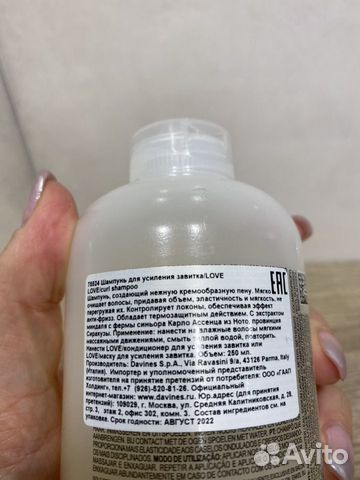 75524 Шампунь для усиления завитка/LOVE
LOVE/curl shampoo
Шампунь, создающий нежную кремообразную пену. Мягко
очищает волосы, придавая объем, эластичность и мягкость, не
перегружая их. Контролирует локоны, обеспечивая эффект
анти-фриз. Обладает термозащитным действием. С экстрактом
миндаля с фермы синьора Карло Ассенца из Ното, провинция
Сиракузы. Применение: нанести на влажные волосы мягкими
массажными движениями, смыть теплой водой, повторить.
Нанести LOVE/кондиционер для усиления завитка или
LOVE/маску для усиления завитка. Объем: 250 мл.
Производитель: Davines S.p.A., Via Ravasini 9/a, 43126 Parma, Italy
(Италия). Импортер и уполномоченный представитель
изготовителя на принятие претензий от потребителя: ООО «ГАЛЛ
Холдинг», тел. +7 (926)-520-81-26. Официальный
интернет-магазин: www.davines.ru. Юр.адрес (для принятия
претензий): 109029, г. Москва, ул. Средняя Калитниковская, д. 28,
стр. 3, этаж 2, офис 302, комн. 3. Состав ингредиентов см. на
упаковке. Срок годности: АВГУСТ 2022
EAC
Avito